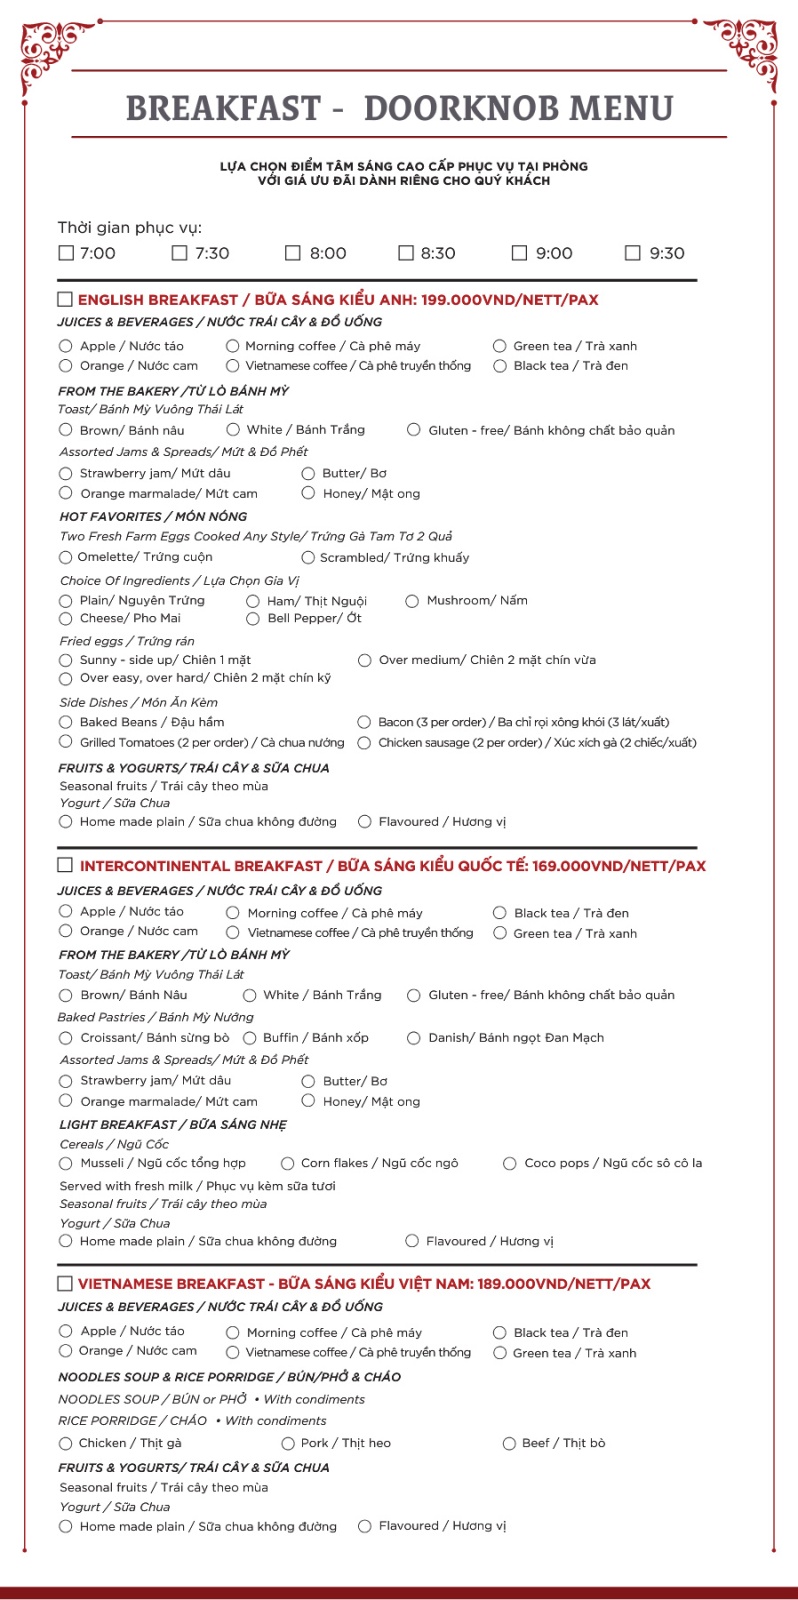 BREAKFAST - DOORKNOB MENU
LỰA CHỌN ĐIỂM TÂM SÁNG CAO CẤP PHỤC VỤ TẠI PHÒNG
VỚI GIÁ ƯU ĐÃI DÀNH RIÊNG CHO QUÝ KHÁCH
Thời gian phục vụ:
7:00 7:30 8:00 8:30 9:00 9:30
ENGLISH BREAKFAST / BỮA SÁNG KIỂU ANH: 199.000VND/NETT/PAX
JUICES & BEVERAGES / NƯỚC TRÁI CÂY & ĐỒ UỐNG
Apple / Nước táo Morning coffee / Cà phê máy Green tea / Trà xanh
Orange / Nước cam Vietnamese coffee / Cà phê truyền thống Black tea / Trà đen
FROM THE BAKERY /TỪ LÒ BÁNH MỲ
Toast/ Bánh Mỳ Vuông Thái Lát
Brown/ Bánh nâu White / Bánh Trắng Gluten - free/ Bánh không chất bảo quản
Assorted Jams & Spreads/ Mứt & Đồ Phết
Strawberry jam/ Mứt dâu Butter/ Bơ
Orange marmalade/ Mứt cam Honey/ Mật ong
HOT FAVORITES / MÓN NÓNG
Two Fresh Farm Eggs Cooked Any Style/ Trứng Gà Tam Tơ 2 Quả
Omelette/ Trứng cuộn Scrambled/ Trứng khuấy
Choice Of Ingredients / Lựa Chọn Gia Vị
Plain/ Nguyên Trứng Ham/ Thịt Nguội Mushroom/ Nấm
Cheese/ Pho Mai Bell Pepper/ Ớt
Fried eggs / Trứng rán
Sunny - side up/ Chiên 1 mặt Over medium/ Chiên 2 mặt chín vừa
Over easy, over hard/ Chiên 2 mặt chín kỹ
Side Dishes / Món Ăn Kèm
Baked Beans / Đậu hầm Bacon (3 per order) / Ba chỉ rọi xông khói (3 lát/xuất)
Grilled Tomatoes (2 per order) / Cà chua nướng Chicken sausage (2 per order) / Xúc xích gà (2 chiếc/xuất)
FRUITS & YOGURTS/ TRÁI CÂY & SỮA CHUA
Seasonal fruits / Trái cây theo mùa
Yogurt / Sữa Chua
Home made plain / Sữa chua không đường Flavoured / Hương vị
INTERCONTINENTAL BREAKFAST / BỮA SÁNG KIỂU QUỐC TẾ: 169.000VND/NETT/PAX
JUICES & BEVERAGES / NƯỚC TRÁI CÂY & ĐỒ UỐNG
Apple / Nước táo Morning coffee / Cà phê máy Black tea / Trà đen
Orange / Nước cam Vietnamese coffee / Cà phê truyền thống Green tea / Trà xanh
FROM THE BAKERY /TỪ LÒ BÁNH MỲ
Toast/ Bánh Mỳ Vuông Thái Lát
Brown/ Bánh Nâu White / Bánh Trắng Gluten - free/ Bánh không chất bảo quản
Baked Pastries / Bánh Mỳ Nướng
Croissant/ Bánh sừng bò Buffin / Bánh xốp Danish/ Bánh ngọt Đan Mạch
Assorted Jams & Spreads/ Mứt & Đồ Phết
Strawberry jam/ Mứt dâu Butter/ Bơ
Orange marmalade/ Mứt cam Honey/ Mật ong
LIGHT BREAKFAST / BỮA SÁNG NHẸ
Cereals / Ngũ Cốc
Musseli / Ngũ cốc tổng hợp Corn flakes / Ngũ cốc ngô Coco pops / Ngũ cốc sô cô la
Served with fresh milk / Phục vụ kèm sữa tươi
Seasonal fruits / Trái cây theo mùa
Yogurt / Sữa Chua
Home made plain / Sữa chua không đường Flavoured / Hương vị
VIETNAMESE BREAKFAST - BỮA SÁNG KIỂU VIỆT NAM: 189.000VND/NETT/PAX
JUICES & BEVERAGES / NƯỚC TRÁI CÂY & ĐỒ UỐNG
Apple / Nước táo Morning coffee / Cà phê máy Black tea / Trà đen
Orange / Nước cam Vietnamese coffee / Cà phê truyền thống Green tea / Trà xanh
NOODLES SOUP & RICE PORRIDGE / BÚN/PHỞ & CHÁO
NOODLES SOUP / BÚN or PHỞ • With condiments
RICE PORRIDGE / CHÁO • With condiments
Chicken / Thịt gà Pork / Thịt heo Beef / Thịt bò
FRUITS & YOGURTS/ TRÁI CÂY & SỮA CHUA
Seasonal fruits / Trái cây theo mùa
Yogurt / Sữa Chua
Home made plain / Sữa chua không đường Flavoured / Hương vị